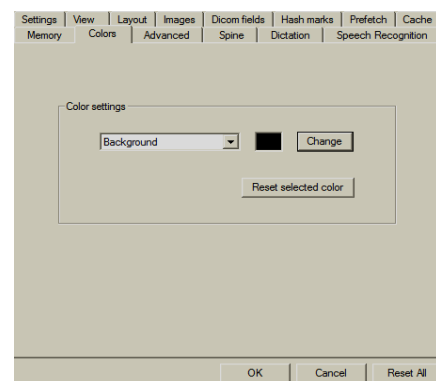 Settings View Layout Images Dicom fields Hash marks Prefetch Cache
Memory Colors Advanced Spine Dictation Speech Recognition
Color settings
Background Change
Reset selected color
OK Cancel Reset All